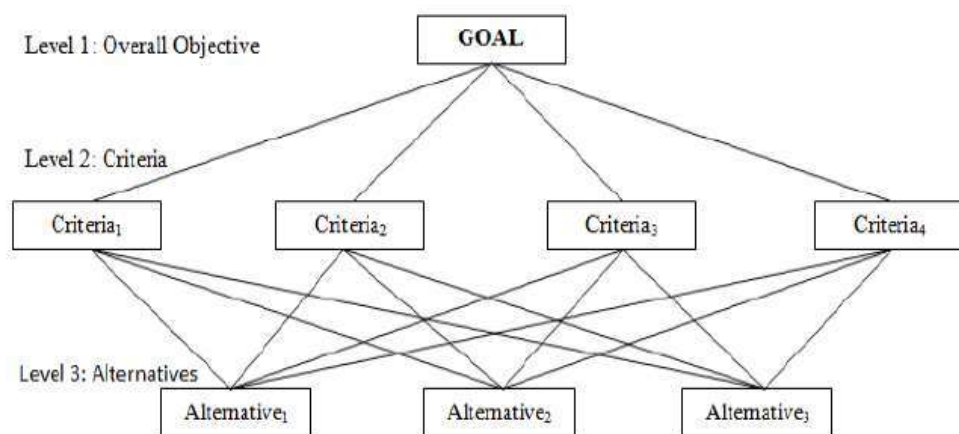 GOAL
Level 1: Overall Objective
Level 2: Criteria
Criteria₁ Criteria₂ Criteria₃ Criteria₄
Level 3: Alternatives
Alternative₁ Alternative₂ Alternative₃